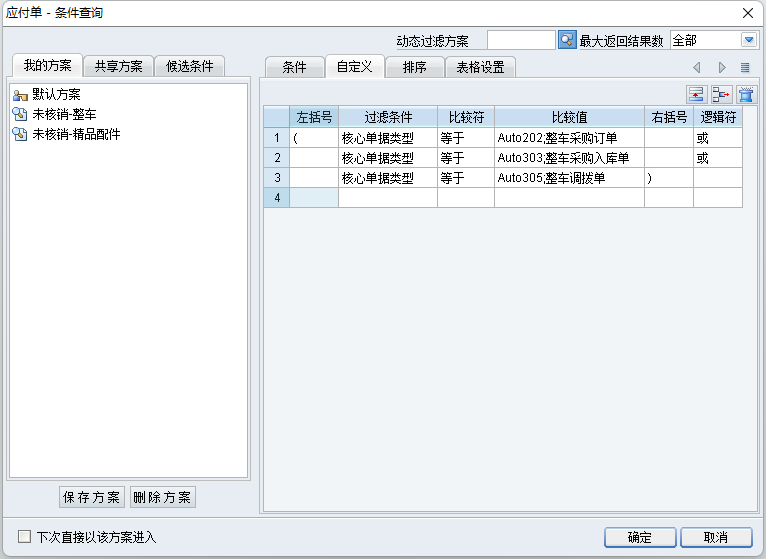 应付单 - 条件查询
动态过滤方案 最大返回结果数 全部
我的方案 共享方案 候选条件
条件 自定义 排序 表格设置
默认方案
未核销-整车
未核销-精品配件
左括号 过滤条件 比较符 比较值 右括号 逻辑符
1 ( 核心单据类型 等于 Auto202;整车采购订单 或
2 核心单据类型 等于 Auto303;整车采购入库单 或
3 核心单据类型 等于 Auto305;整车调拨单 )
4
保存方案 删除方案
下次直接以该方案进入
确定 取消